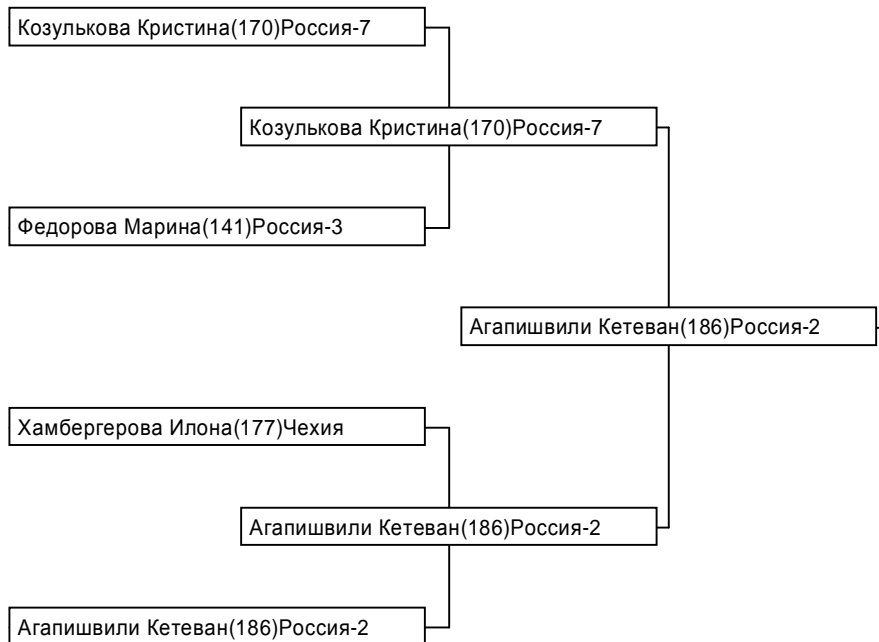 Козулькова Кристина(170)Россия-7
Козулькова Кристина(170)Россия-7
Федорова Марина(141)Россия-3
Агапишвили Кетеван(186)Россия-2
Хамбергерова Илона(177)Чехия
Агапишвили Кетеван(186)Россия-2
Агапишвили Кетеван(186)Россия-2